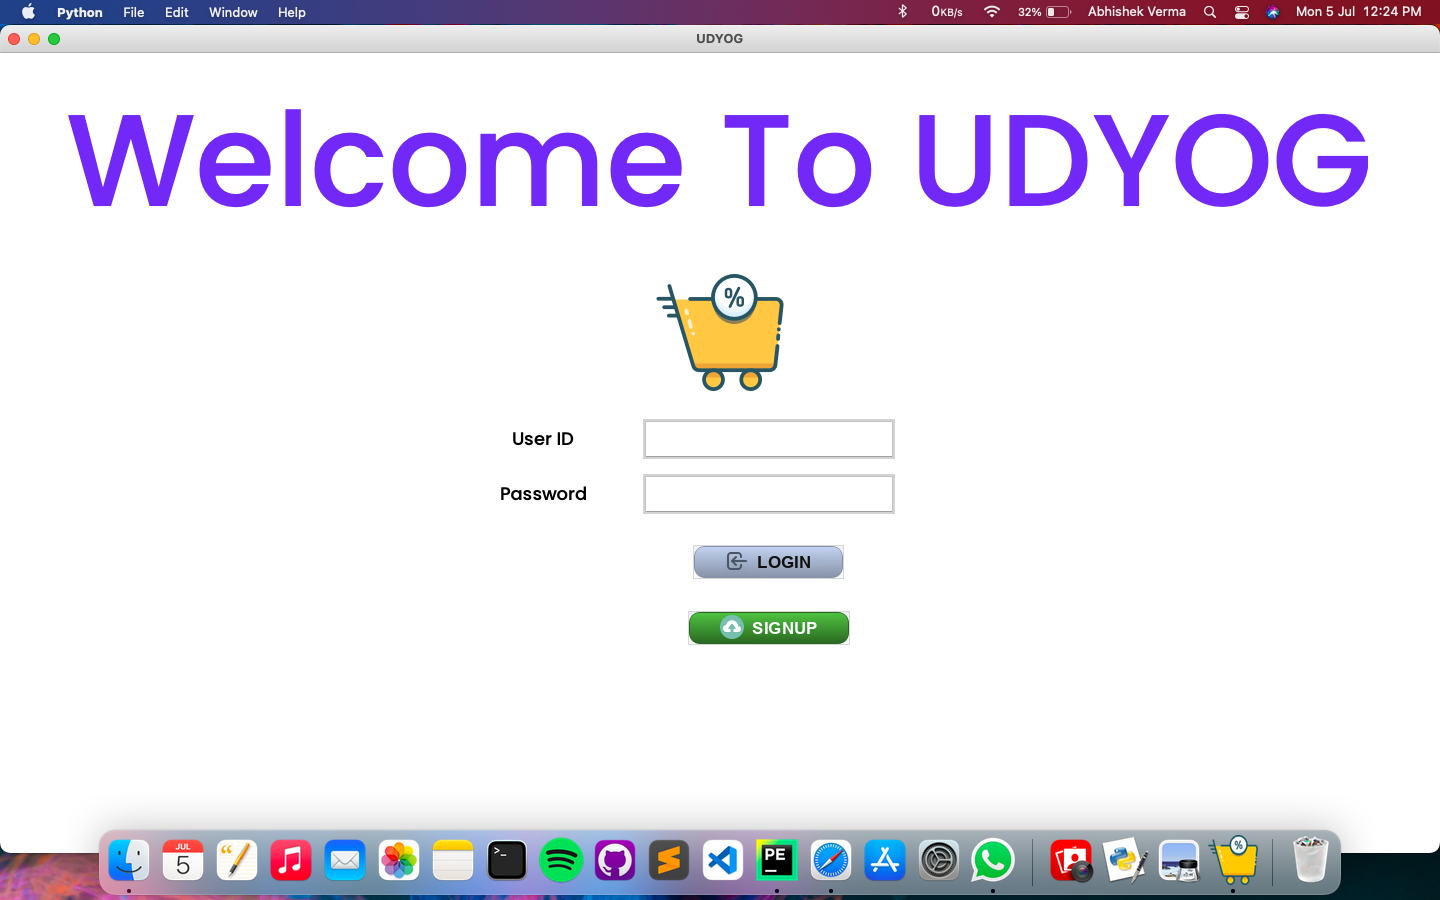 Python File Edit Window Help 0KB/s 32% Abhishek Verma Mon 5 Jul 12:24 PM
UDYOG
Welcome To UDYOG
%
User ID
Password
LOGIN
SIGNUP
JUL
5
>_
PE
%